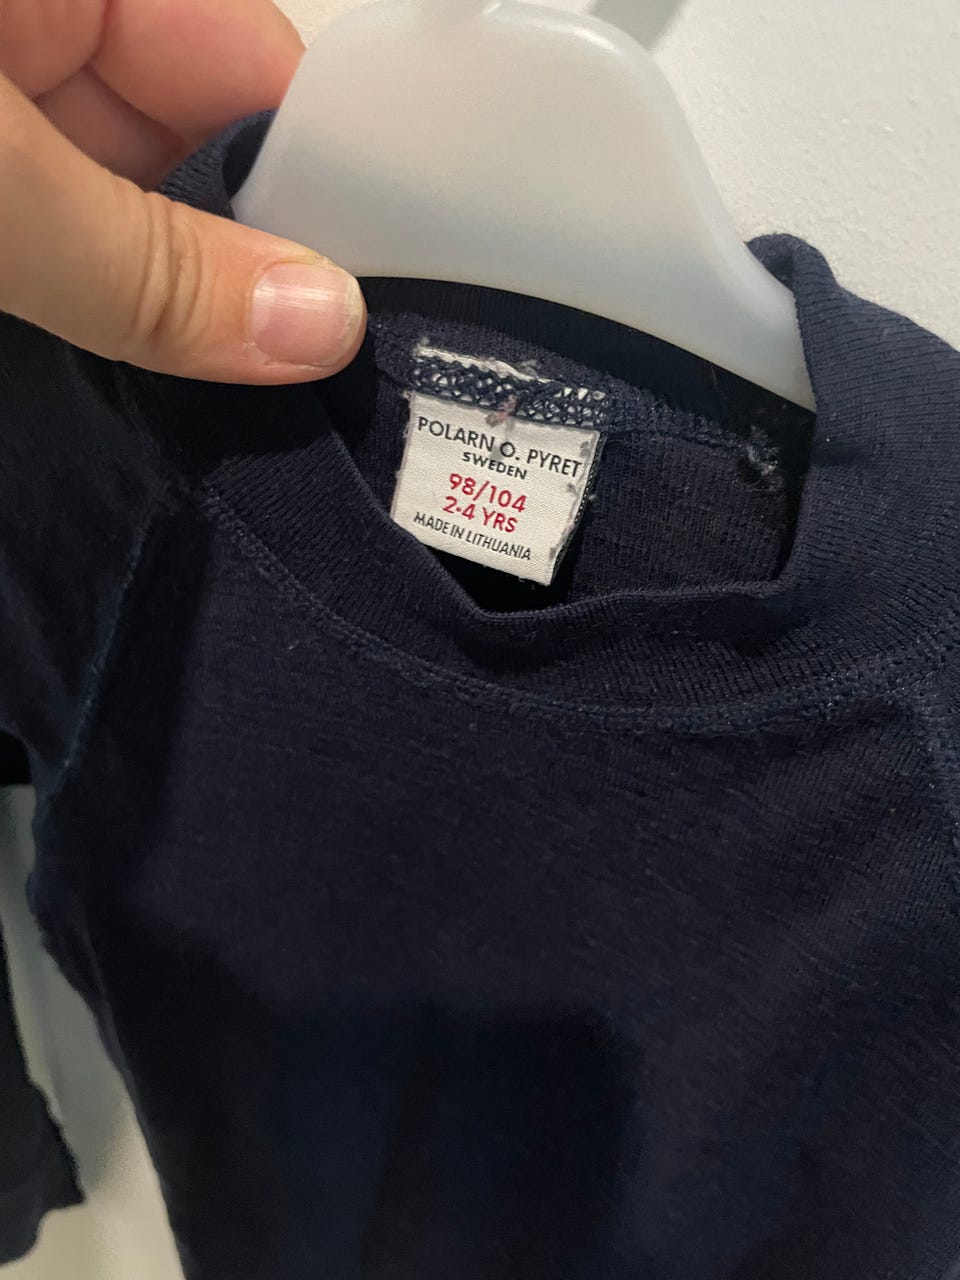 POLARN O. PYRET
SWEDEN
98/104
2-4 YRS
MADE IN LITHUANIA